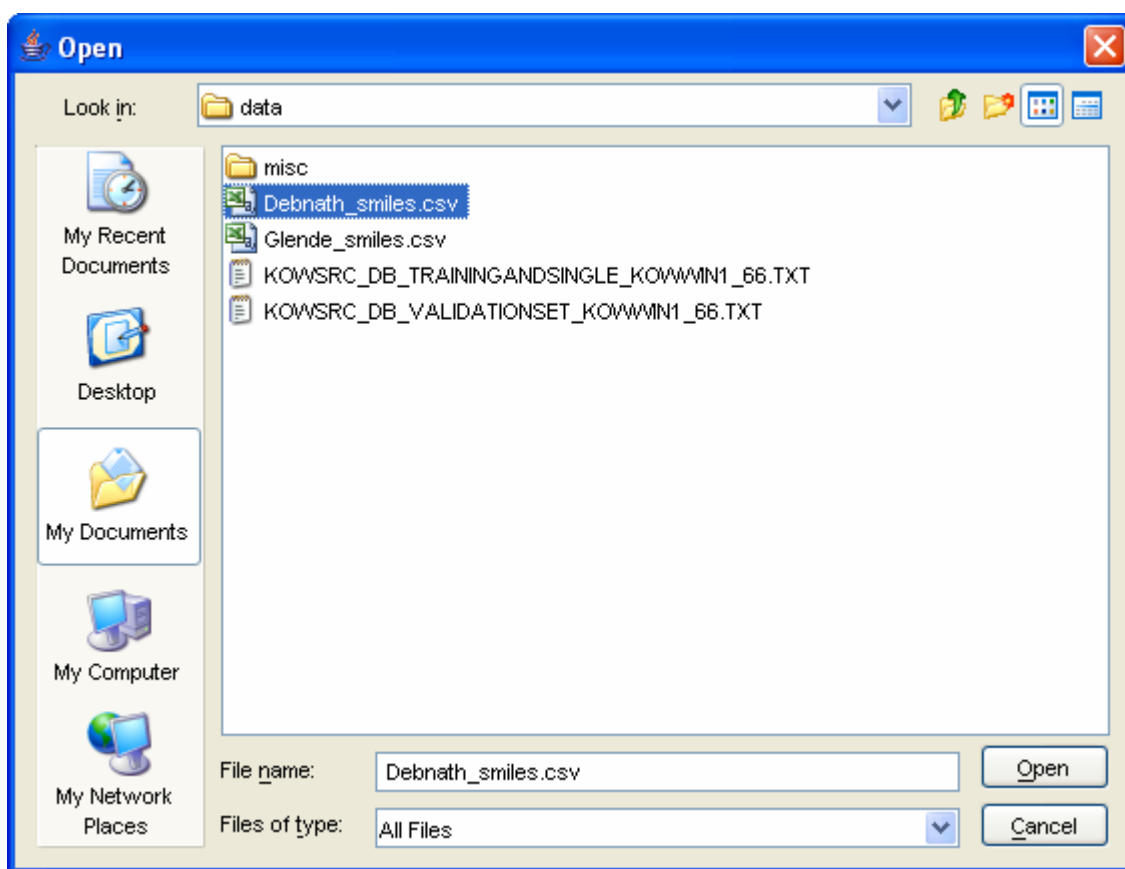 Open
Look in:
data
My Recent
Documents
Desktop
My Documents
My Computer
My Network
Places
misc
Debnath_smiles.csv
Glende_smiles.csv
KOWSRC_DB_TRAININGANDSINGLE_KOWWIN1_66.TXT
KOWSRC_DB_VALIDATIONSET_KOWWIN1_66.TXT
File name:
Debnath_smiles.csv
Open
Files of type:
All Files
Cancel